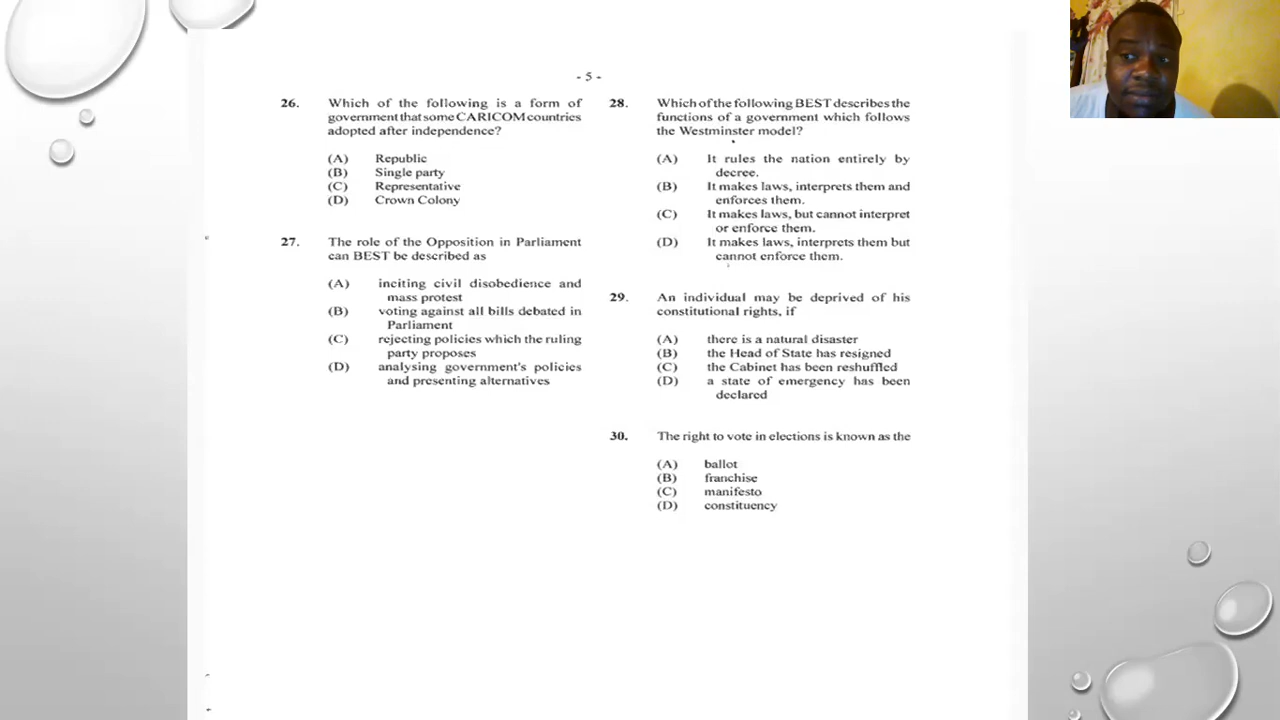 - 5 -
26. Which of the following is a form of
government that some CARICOM countries
adopted after independence?
(A) Republic
(B) Single party
(C) Representative
(D) Crown Colony
27. The role of the Opposition in Parliament
can BEST be described as
(A) inciting civil disobedience and
mass protest
(B) voting against all bills debated in
Parliament
(C) rejecting policies which the ruling
party proposes
(D) analysing government's policies
and presenting alternatives
28. Which of the following BEST describes the
functions of a government which follows
the Westminster model?
(A) It rules the nation entirely by
decree.
(B) It makes laws, interprets them and
enforces them.
(C) It makes laws, but cannot interpret
or enforce them.
(D) It makes laws, interprets them but
cannot enforce them.
29. An individual may be deprived of his
constitutional rights, if
(A) there is a natural disaster
(B) the Head of State has resigned
(C) the Cabinet has been reshuffled
(D) a state of emergency has been
declared
30. The right to vote in elections is known as the
(A) ballot
(B) franchise
(C) manifesto
(D) constituency